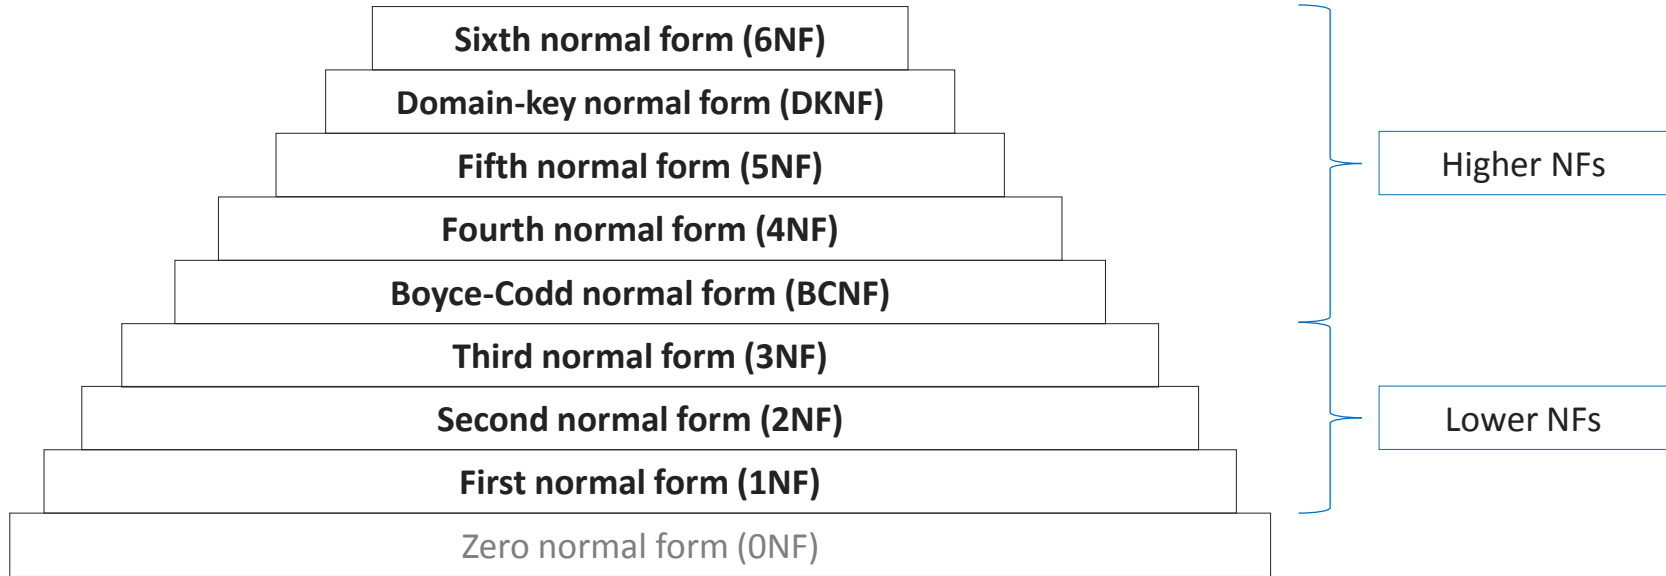 Sixth normal form (6NF)
Domain-key normal form (DKNF)
Fifth normal form (5NF)
Higher NFs
Fourth normal form (4NF)
Boyce-Codd normal form (BCNF)
Third normal form (3NF)
Second normal form (2NF)
Lower NFs
First normal form (1NF)
Zero normal form (0NF)